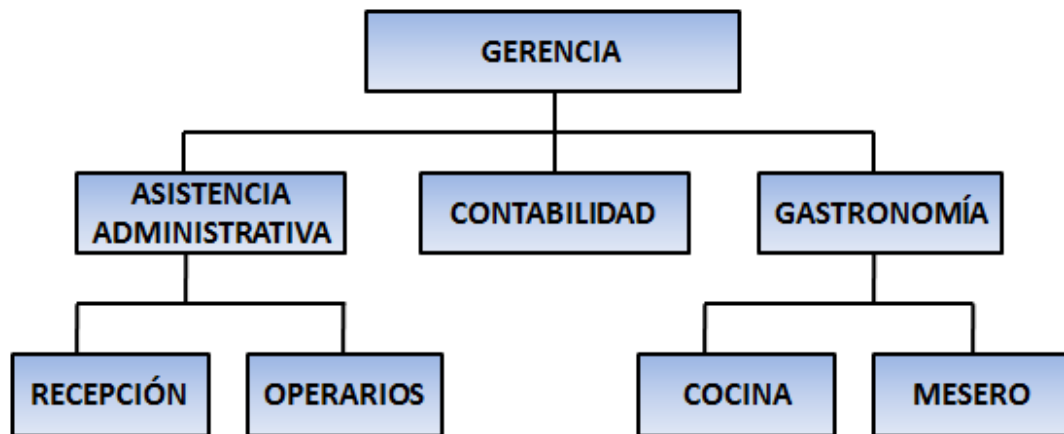 GERENCIA
ASISTENCIA
ADMINISTRATIVA
CONTABILIDAD
GASTRONOMÍA
RECEPCIÓN
OPERARIOS
COCINA
MESERO